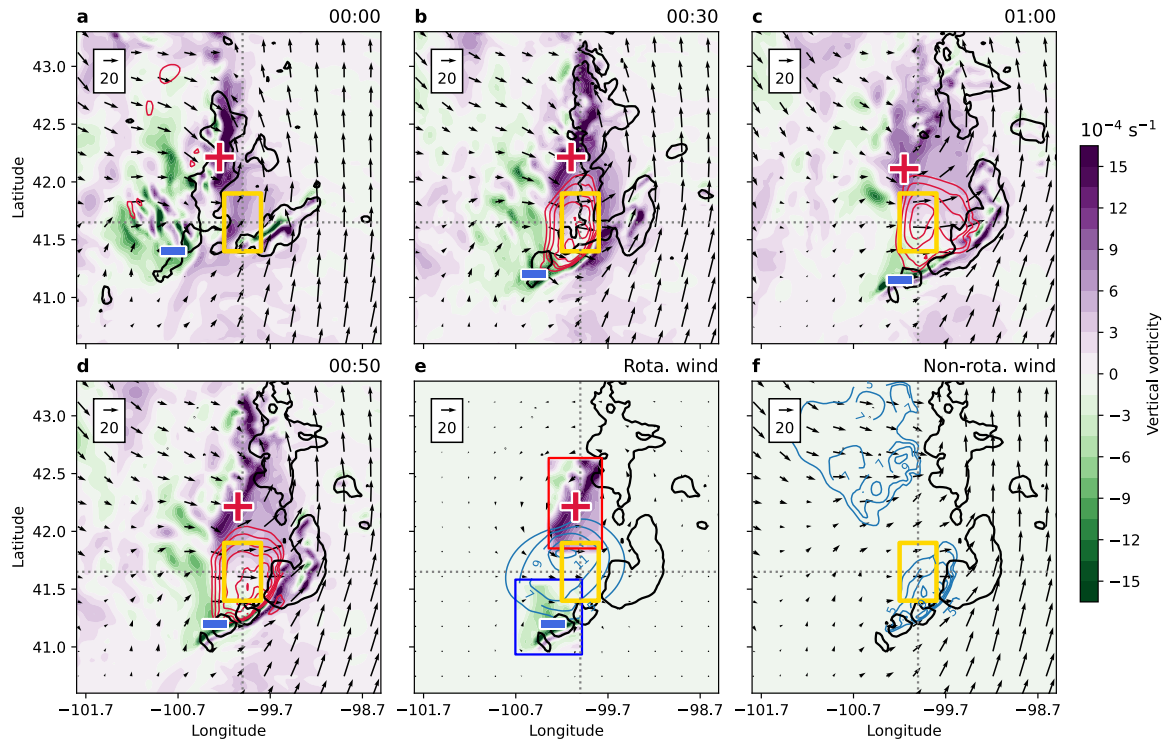 a 00:00
b 00:30
c 01:00
20
20
20
43.0
42.5
42.0
41.5
41.0
Latitude
10⁻⁴ s⁻¹
15
12
9
6
3
0
−3
−6
−9
−12
−15
Vertical vorticity
d 00:50
e Rota. wind
f Non-rota. wind
20
20
20
43.0
42.5
42.0
41.5
41.0
Latitude
9
11
−101.7 −100.7 −99.7 −98.7
−101.7 −100.7 −99.7 −98.7
−101.7 −100.7 −99.7 −98.7
Longitude
Longitude
Longitude